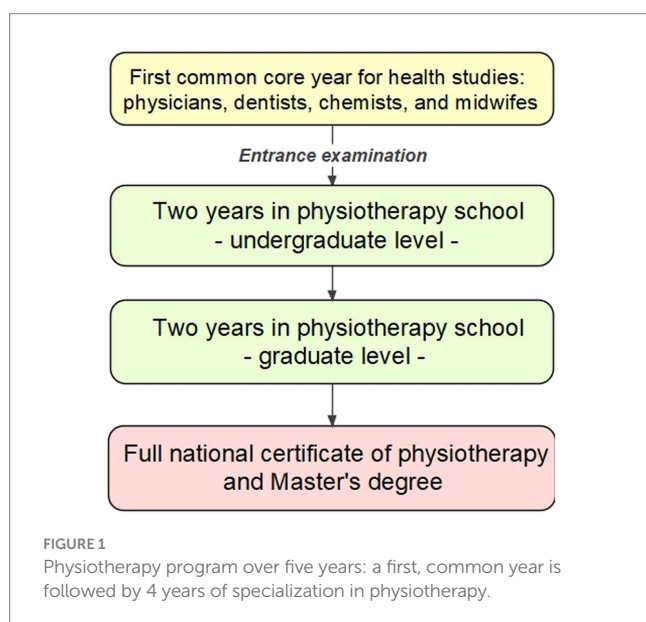 First common core year for health studies:
physicians, dentists, chemists, and midwifes
Entrance examination
Two years in physiotherapy school
- undergraduate level -
Two years in physiotherapy school
- graduate level -
Full national certificate of physiotherapy
and Master's degree
FIGURE 1
Physiotherapy program over five years: a first, common year is
followed by 4 years of specialization in physiotherapy.